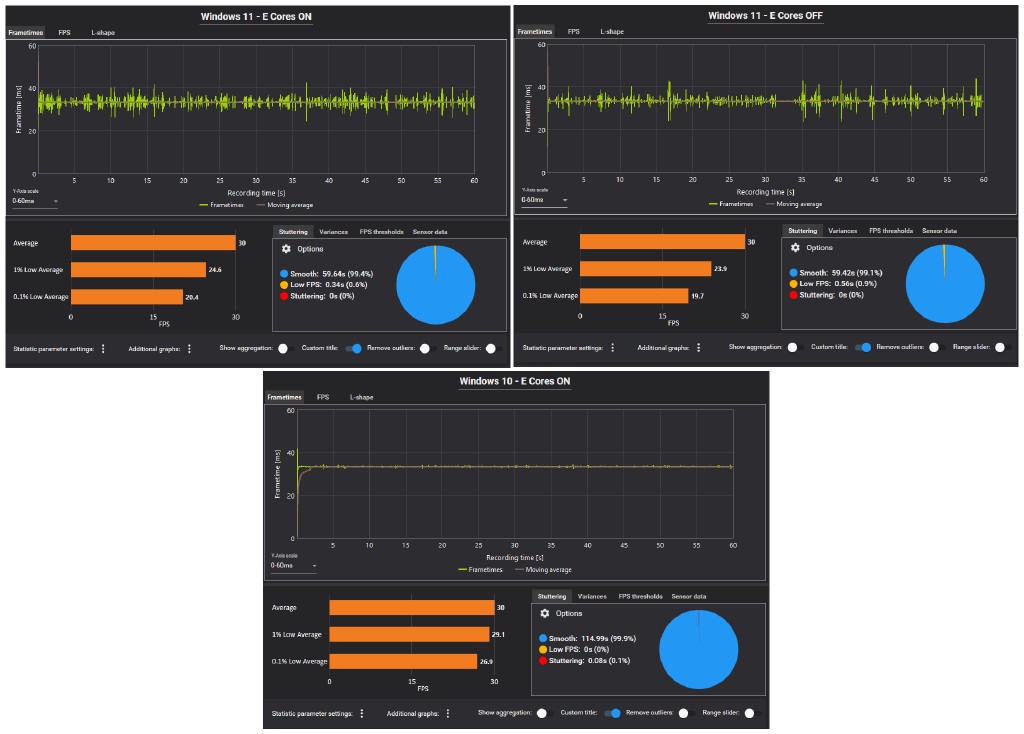 Windows 11 - E Cores ON
Frametimes FPS L-shape
60
40
20
0
Frametime [ms]
5 10 15 20 25 30 35 40 45 50 55 60
Recording time [s]
Y-Axis scale
0-60ms
Frametimes Moving average
Average 30
1% Low Average 24.6
0.1% Low Average 20.4
0 15 30
FPS
Stuttering Variances FPS thresholds Sensor data
Options
Smooth: 59.64s (99.4%)
Low FPS: 0.34s (0.6%)
Stuttering: 0s (0%)
Statistic parameter settings: Additional graphs: Show aggregation: Custom title: Remove outliers: Range slider:
Windows 11 - E Cores OFF
Frametimes FPS L-shape
60
40
20
0
Frametime [ms]
5 10 15 20 25 30 35 40 45 50 55 60
Recording time [s]
Y-Axis scale
0-60ms
Frametimes Moving average
Average 30
1% Low Average 23.9
0.1% Low Average 19.7
0 15 30
FPS
Stuttering Variances FPS thresholds Sensor data
Options
Smooth: 59.42s (99.1%)
Low FPS: 0.56s (0.9%)
Stuttering: 0s (0%)
Statistic parameter settings: Additional graphs: Show aggregation: Custom title: Remove outliers: Range slider:
Windows 10 - E Cores ON
Frametimes FPS L-shape
60
40
20
0
Frametime [ms]
5 10 15 20 25 30 35 40 45 50 55 60
Recording time [s]
Y-Axis scale
0-60ms
Frametimes Moving average
Average 30
1% Low Average 29.1
0.1% Low Average 26.9
0 15 30
FPS
Stuttering Variances FPS thresholds Sensor data
Options
Smooth: 114.99s (99.9%)
Low FPS: 0s (0%)
Stuttering: 0.08s (0.1%)
Statistic parameter settings: Additional graphs: Show aggregation: Custom title: Remove outliers: Range slider: